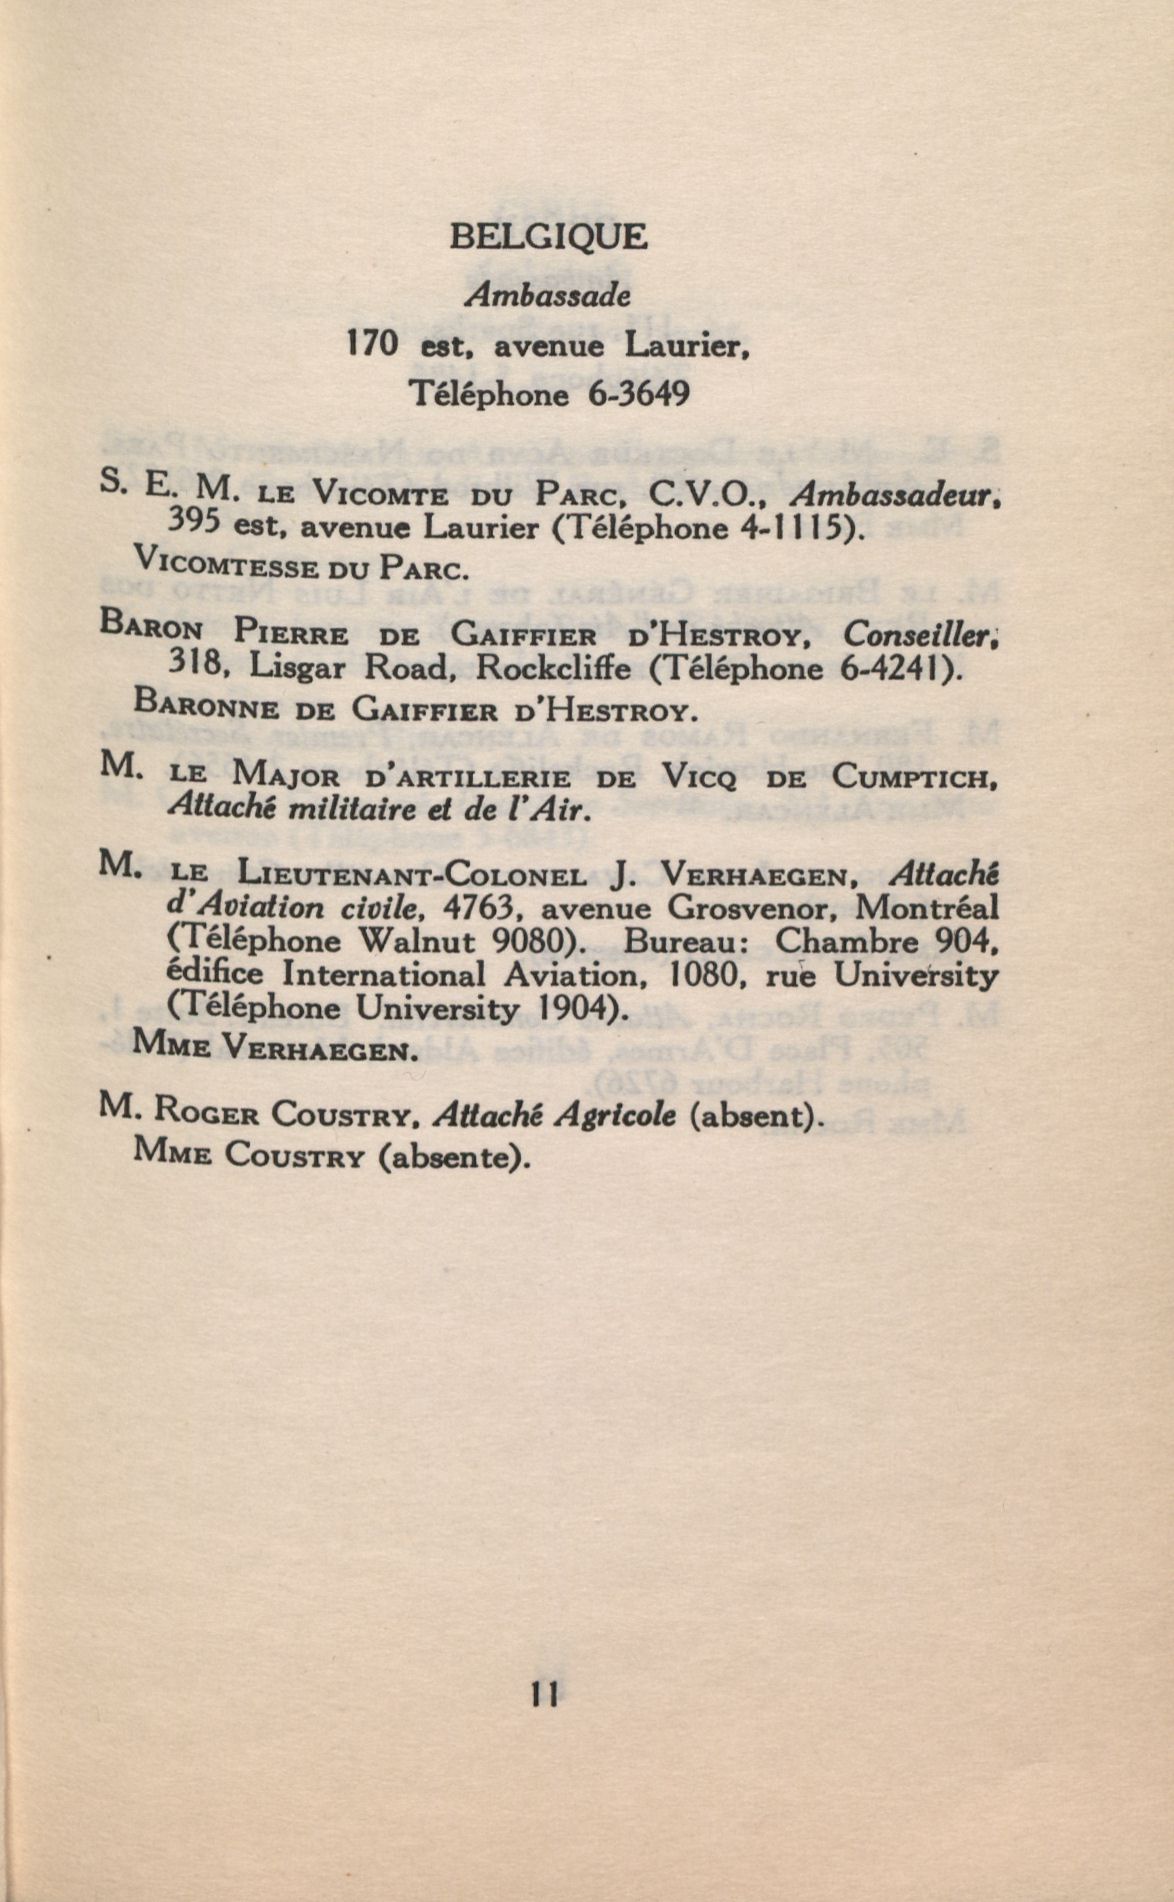 BELGIQUE
Ambassade
170 est, avenue Laurier,
Téléphone 6-3649
S. E. M. LE VICOMTE DU PARC, C.V.O., Ambassadeur,
395 est, avenue Laurier (Téléphone 4-1115).
VICOMTESSE DU PARC.
BARON PIERRE DE GAIFFIER D'HESTROY, Conseiller,
318, Lisgar Road, Rockcliffe (Téléphone 6-4241).
BARONNE DE GAIFFIER D'HESTROY.
M. LE MAJOR D'ARTILLERIE DE VICQ DE CUMPTICH,
Attaché militaire et de l'Air.
M. LE LIEUTENANT-COLONEL J. VERHAEGEN, Attaché
d'Aviation civile, 4763, avenue Grosvenor, Montréal
(Téléphone Walnut 9080). Bureau: Chambre 904,
édifice International Aviation, 1080, rue University
(Téléphone University 1904).
MME VERHAEGEN.
M. ROGER COUSTRY, Attaché Agricole (absent).
MME COUSTRY (absente).
11